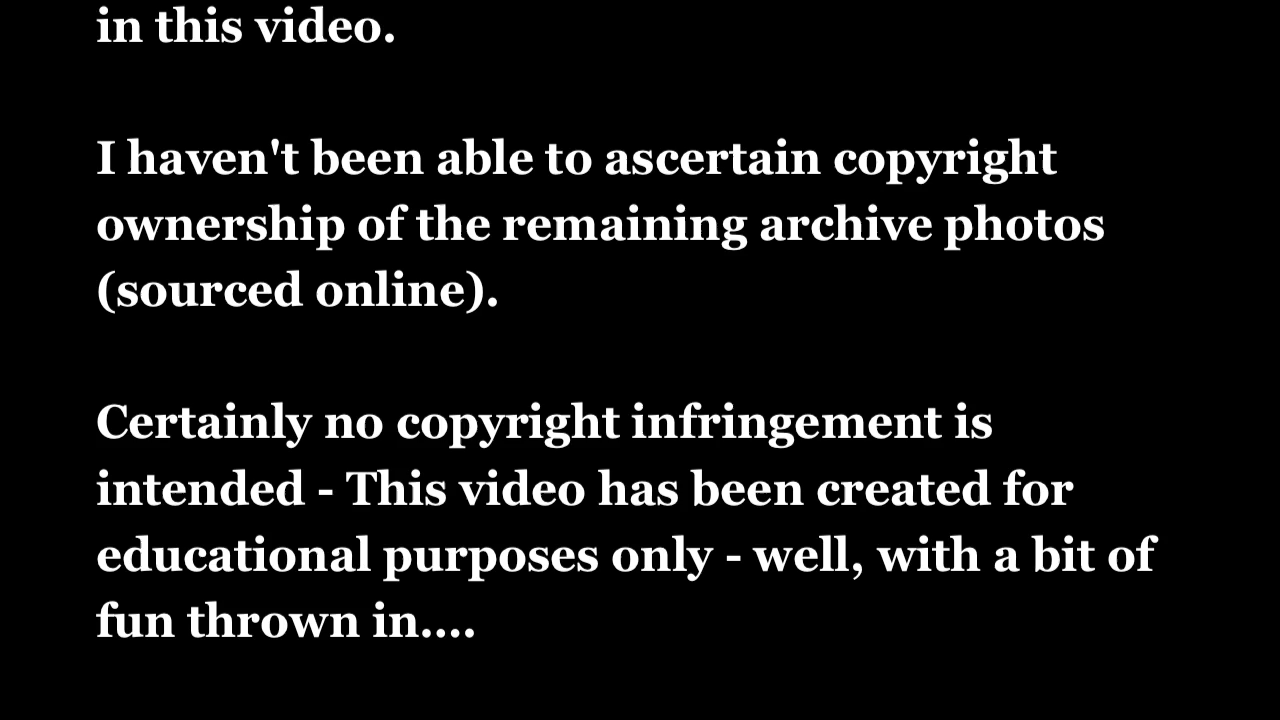 in this video.
I haven't been able to ascertain copyright
ownership of the remaining archive photos
(sourced online).
Certainly no copyright infringement is
intended - This video has been created for
educational purposes only - well, with a bit of
fun thrown in....